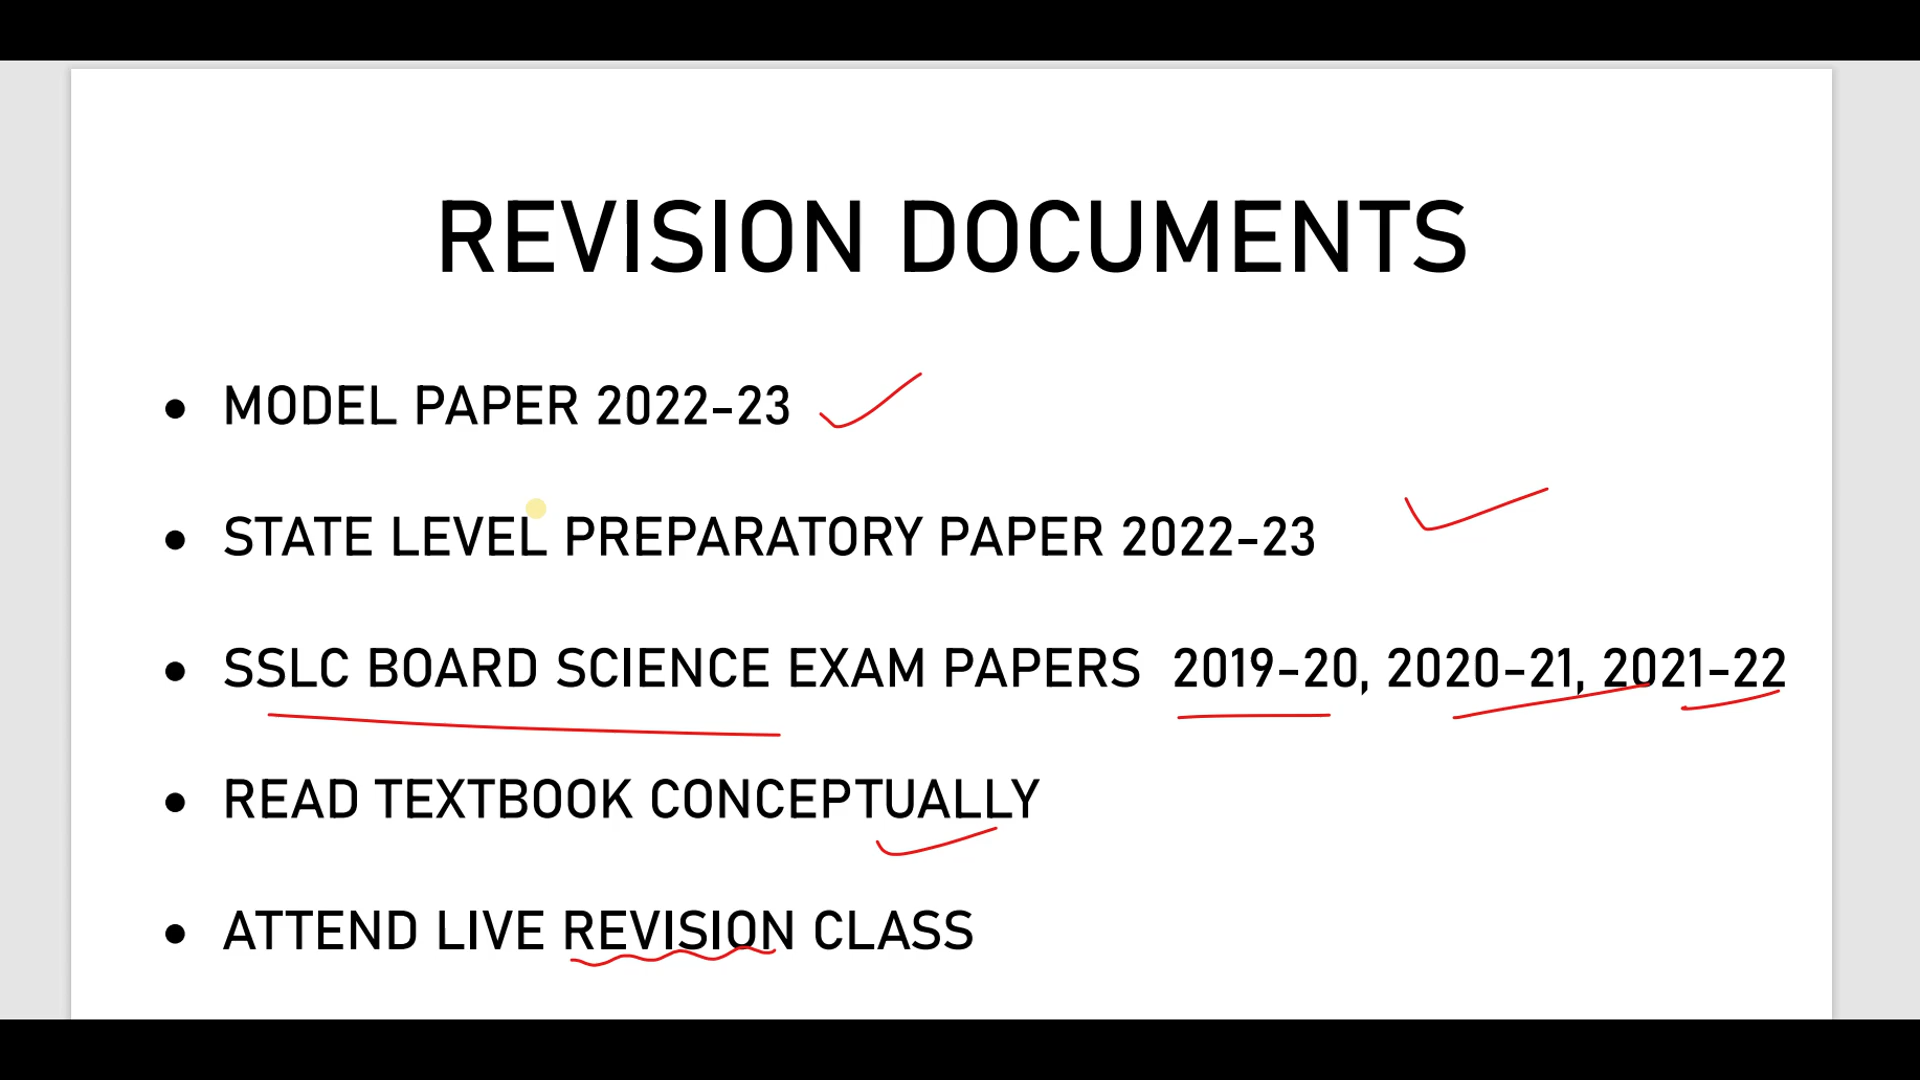 REVISION DOCUMENTS
• MODEL PAPER 2022-23
• STATE LEVEL PREPARATORY PAPER 2022-23
• SSLC BOARD SCIENCE EXAM PAPERS 2019-20, 2020-21, 2021-22
• READ TEXTBOOK CONCEPTUALLY
• ATTEND LIVE REVISION CLASS